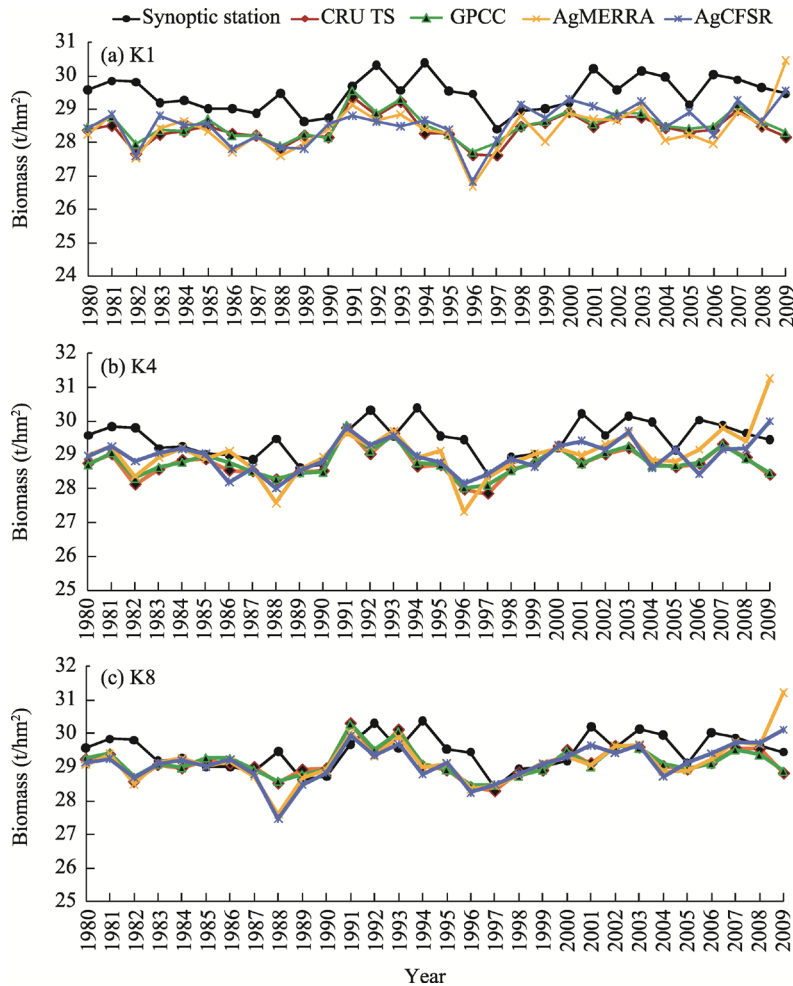 Synoptic station CRU TS GPCC AgMERRA AgCFSR
(a) K1
Biomass (t/hm²)
31
30
29
28
27
26
25
24
1980 1981 1982 1983 1984 1985 1986 1987 1988 1989 1990 1991 1992 1993 1994 1995 1996 1997 1998 1999 2000 2001 2002 2003 2004 2005 2006 2007 2008 2009
(b) K4
Biomass (t/hm²)
32
31
30
29
28
27
26
25
1980 1981 1982 1983 1984 1985 1986 1987 1988 1989 1990 1991 1992 1993 1994 1995 1996 1997 1998 1999 2000 2001 2002 2003 2004 2005 2006 2007 2008 2009
(c) K8
Biomass (t/hm²)
32
31
30
29
28
27
26
25
1980 1981 1982 1983 1984 1985 1986 1987 1988 1989 1990 1991 1992 1993 1994 1995 1996 1997 1998 1999 2000 2001 2002 2003 2004 2005 2006 2007 2008 2009
Year